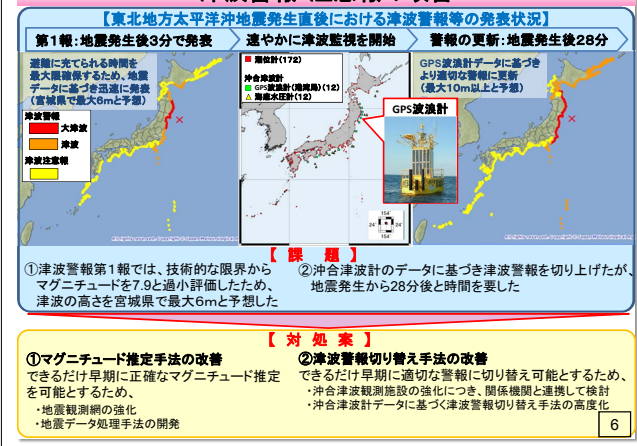 【東北地方太平洋沖地震発生直後における津波警報等の発表状況】
第1報:地震発生後3分で発表
速やかに津波監視を開始
警報の更新:地震発生後28分
避難に充てられる時間を
最大限確保するため、地震
データに基づき迅速に発表
(宮城県で最大6mと予想)
津波警報
大津波
津波
津波注意報
潮位計(172)
沖合津波計
GPS波浪計(港湾局)(12)
海底水圧計(12)
GPS波浪計
154°
24°
24°
154°
GPS波浪計データに基づき
より適切な警報に更新
(最大10m以上と予想)
【 課 題 】
①津波警報第1報では、技術的な限界から
マグニチュードを7.9と過小評価したため、
津波の高さを宮城県で最大6mと予想した
②沖合津波計のデータに基づき津波警報を切り上げたが、
地震発生から28分後と時間を要した
【 対 処 案 】
①マグニチュード推定手法の改善
できるだけ早期に正確なマグニチュード推定
を可能とするため、
・地震観測網の強化
・地震データ処理手法の開発
②津波警報切り替え手法の改善
できるだけ早期に適切な警報に切り替え可能とするため、
・沖合津波観測施設の強化につき、関係機関と連携して検討
・沖合津波計データに基づく津波警報切り替え手法の高度化
6